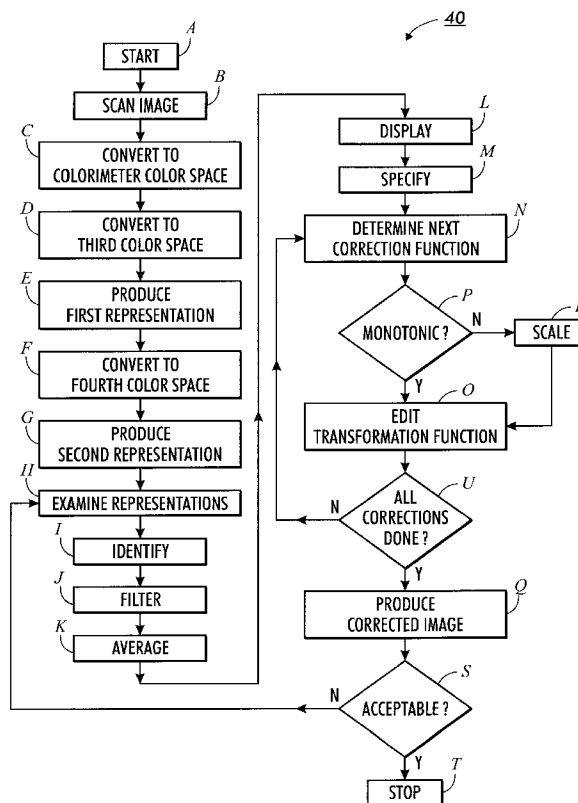 40
A
START
B
SCAN IMAGE
C
CONVERT TO
COLORIMETER COLOR SPACE
D
CONVERT TO
THIRD COLOR SPACE
E
PRODUCE
FIRST REPRESENTATION
F
CONVERT TO
FOURTH COLOR SPACE
G
PRODUCE
SECOND REPRESENTATION
H
EXAMINE REPRESENTATIONS
I
IDENTIFY
J
FILTER
K
AVERAGE
L
DISPLAY
M
SPECIFY
N
DETERMINE NEXT
CORRECTION FUNCTION
P
MONOTONIC ?
N
SCALE
Y
O
EDIT
TRANSFORMATION FUNCTION
U
ALL
CORRECTIONS
DONE ?
N
Y
Q
PRODUCE
CORRECTED IMAGE
S
ACCEPTABLE ?
N
Y
T
STOP